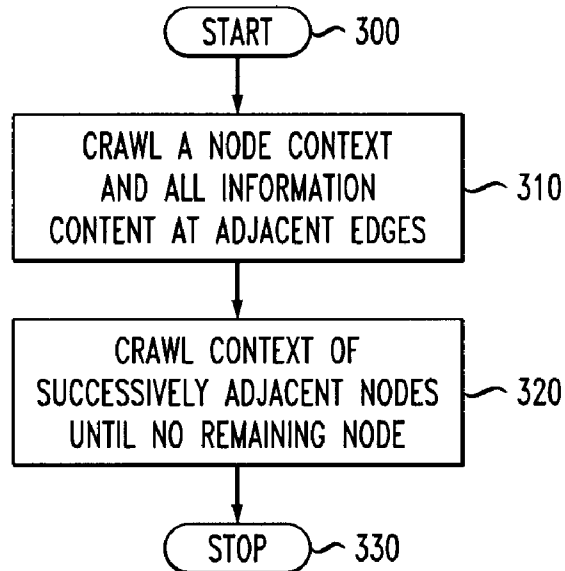 START 300
CRAWL A NODE CONTEXT
AND ALL INFORMATION
CONTENT AT ADJACENT EDGES
310
CRAWL CONTEXT OF
SUCCESSIVELY ADJACENT NODES
UNTIL NO REMAINING NODE
320
STOP 330